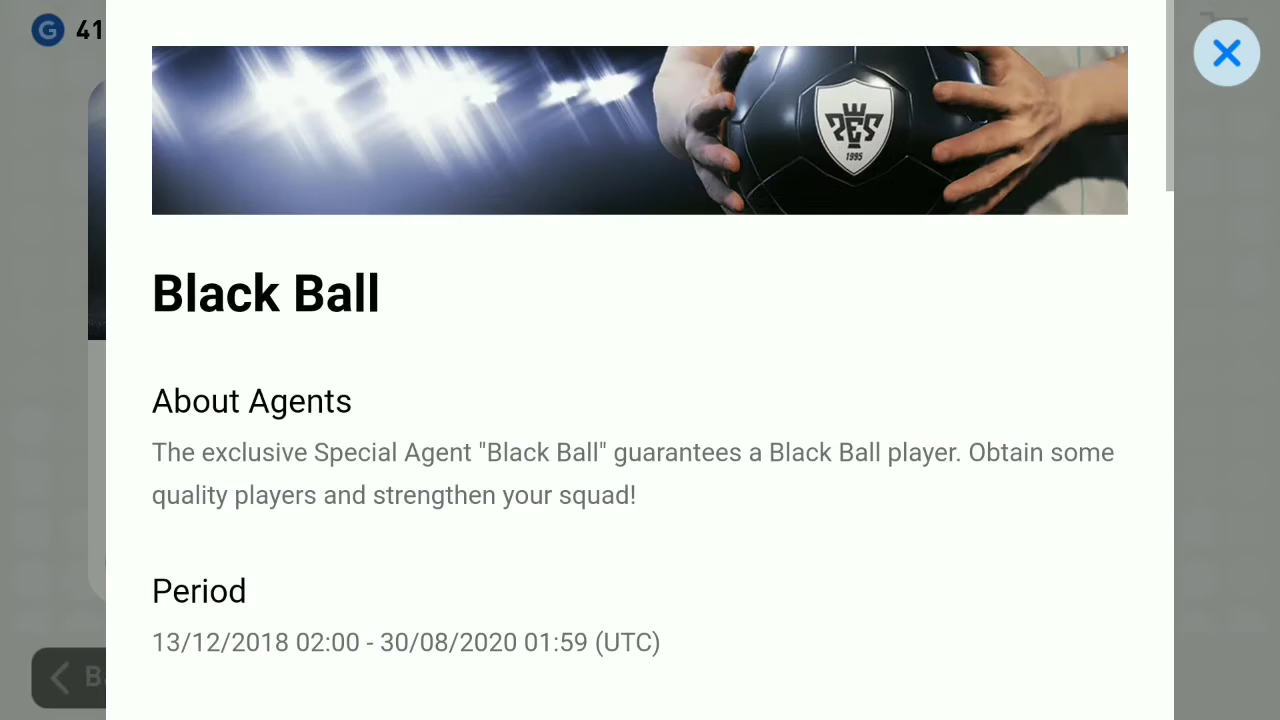 G 41
PES
1995
Black Ball
About Agents
The exclusive Special Agent "Black Ball" guarantees a Black Ball player. Obtain some
quality players and strengthen your squad!
Period
13/12/2018 02:00 - 30/08/2020 01:59 (UTC)